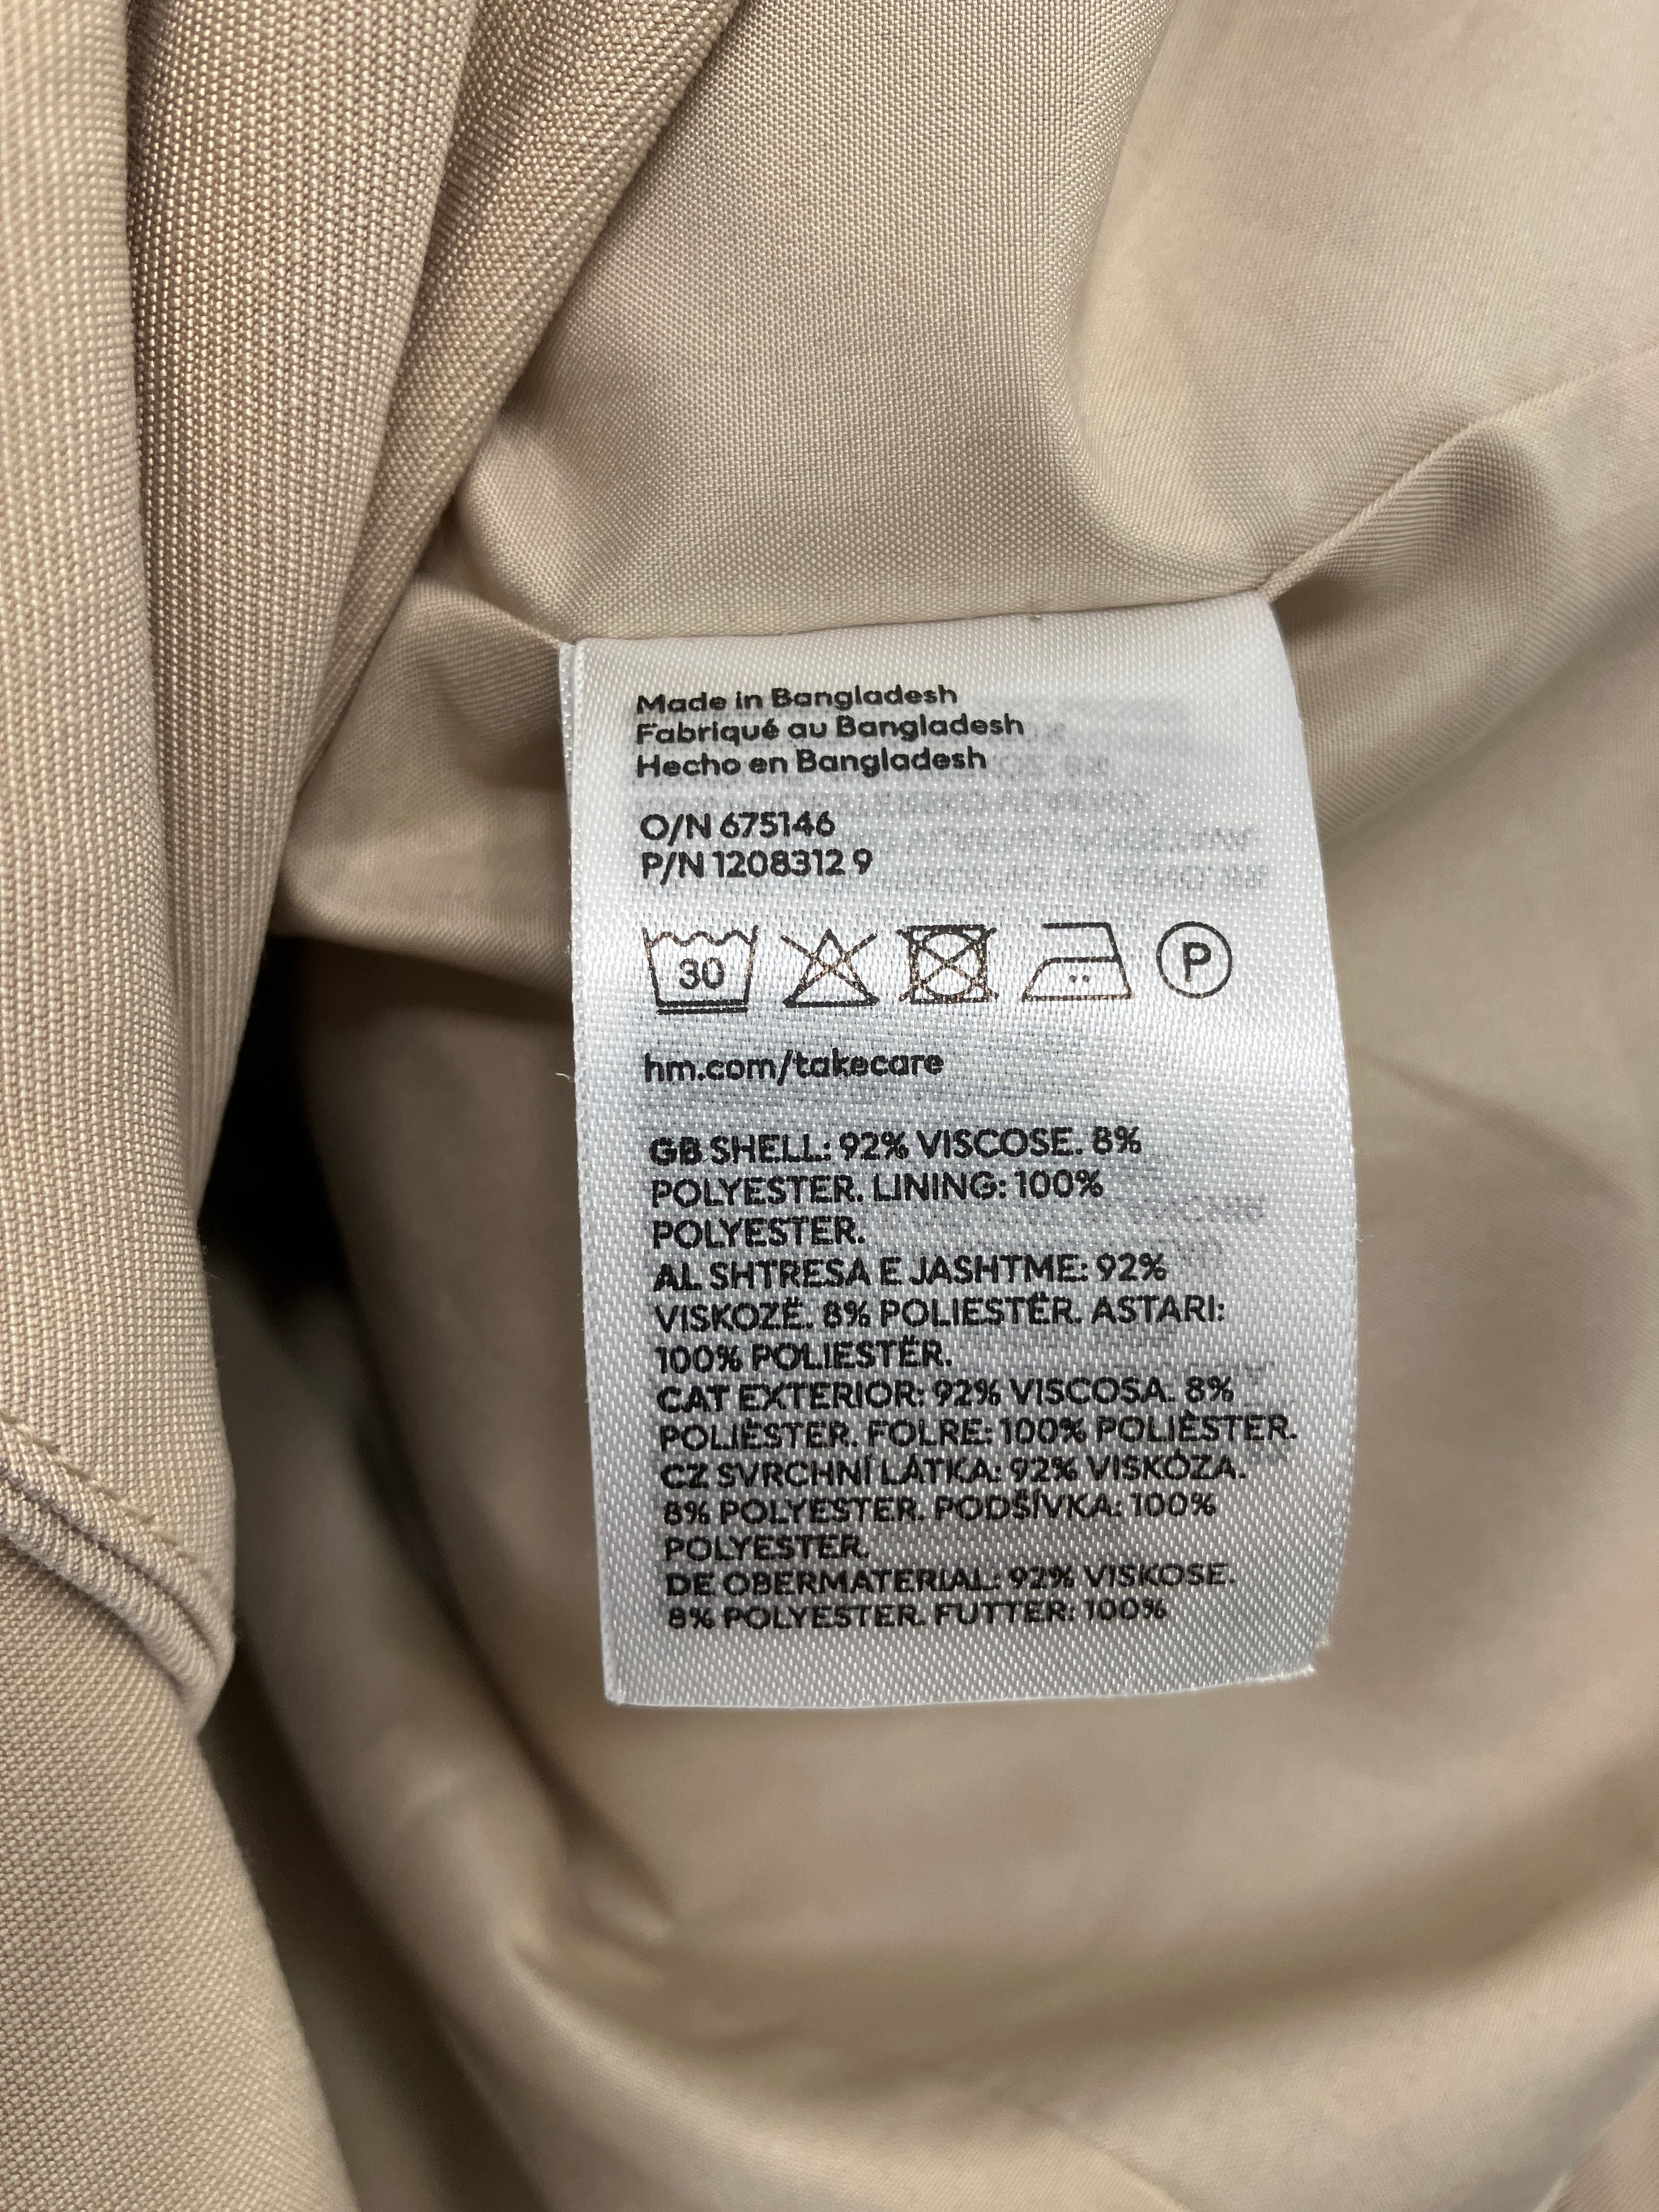 Made in Bangladesh
Fabriqué au Bangladesh
Hecho en Bangladesh
O/N 675146
P/N 1208312 9
30
P
hm.com/takecare
GB SHELL: 92% VISCOSE. 8%
POLYESTER. LINING: 100%
POLYESTER.
AL SHTRESA E JASHTME: 92%
VISKOZË. 8% POLIESTËR. ASTARI:
100% POLIESTËR.
CAT EXTERIOR: 92% VISCOSA. 8%
POLIÈSTER. FOLRE: 100% POLIÈSTER.
CZ SVRCHNÍ LÁTKA: 92% VISKÓZA.
8% POLYESTER. PODŠÍVKA: 100%
POLYESTER.
DE OBERMATERIAL: 92% VISKOSE.
8% POLYESTER. FUTTER: 100%